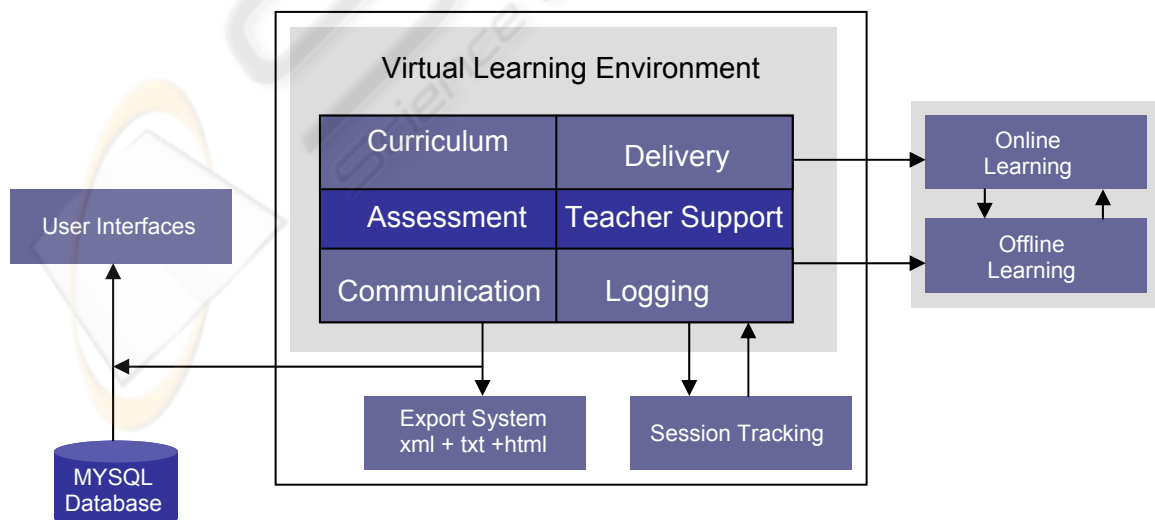 Virtual Learning Environment
Curriculum
Delivery
Assessment
Teacher Support
Communication
Logging
User Interfaces
Online
Learning
Offline
Learning
Export System
xml + txt +html
Session Tracking
MYSQL
Database